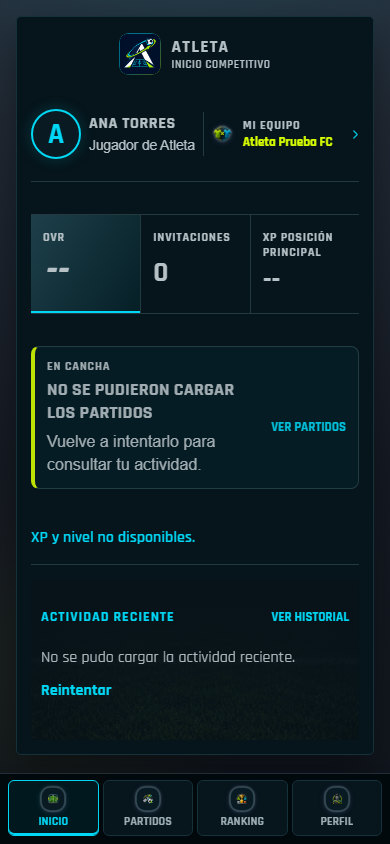 ATLETA
INICIO COMPETITIVO
A
ANA TORRES
Jugador de Atleta
MI EQUIPO
Atleta Prueba FC
OVR
--
INVITACIONES
0
XP POSICIÓN
PRINCIPAL
--
EN CANCHA
NO SE PUDIERON CARGAR
LOS PARTIDOS
Vuelve a intentarlo para
consultar tu actividad.
VER PARTIDOS
XP y nivel no disponibles.
ACTIVIDAD RECIENTE
VER HISTORIAL
No se pudo cargar la actividad reciente.
Reintentar
INICIO
PARTIDOS
RANKING
PERFIL